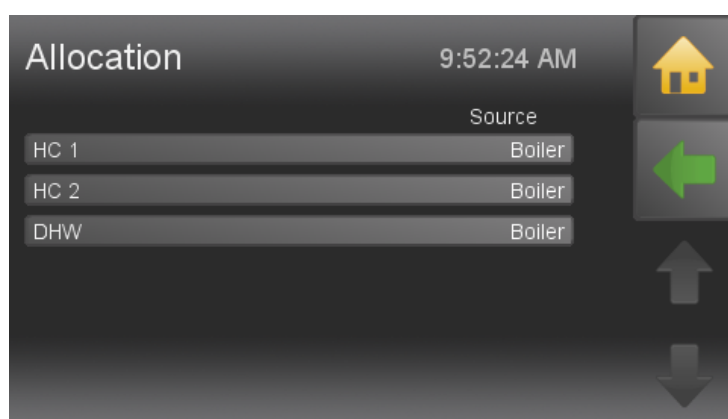 Allocation 9:52:24 AM
Source
HC 1 Boiler
HC 2 Boiler
DHW Boiler